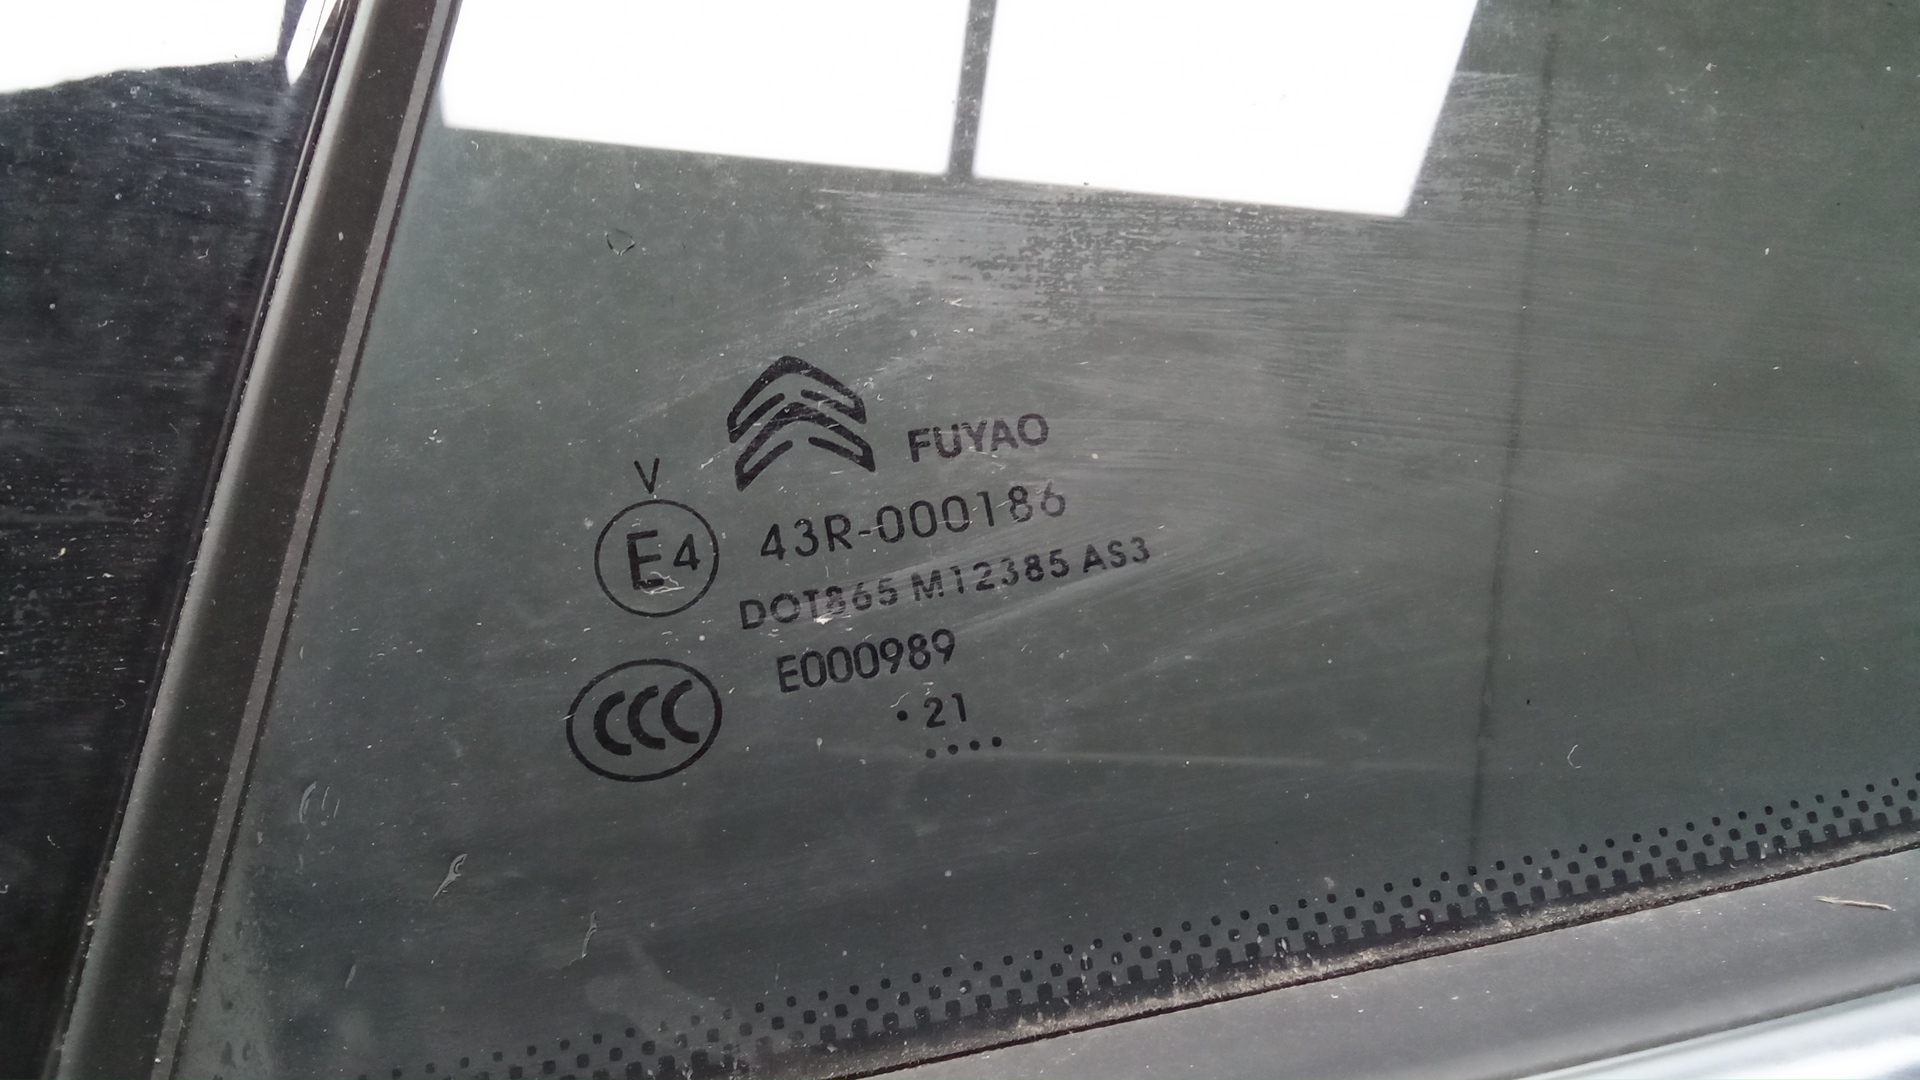 FUYAO
V
E4 43R-000186
DOT865 M12385 AS3
E000989
CCC
• 21
••••